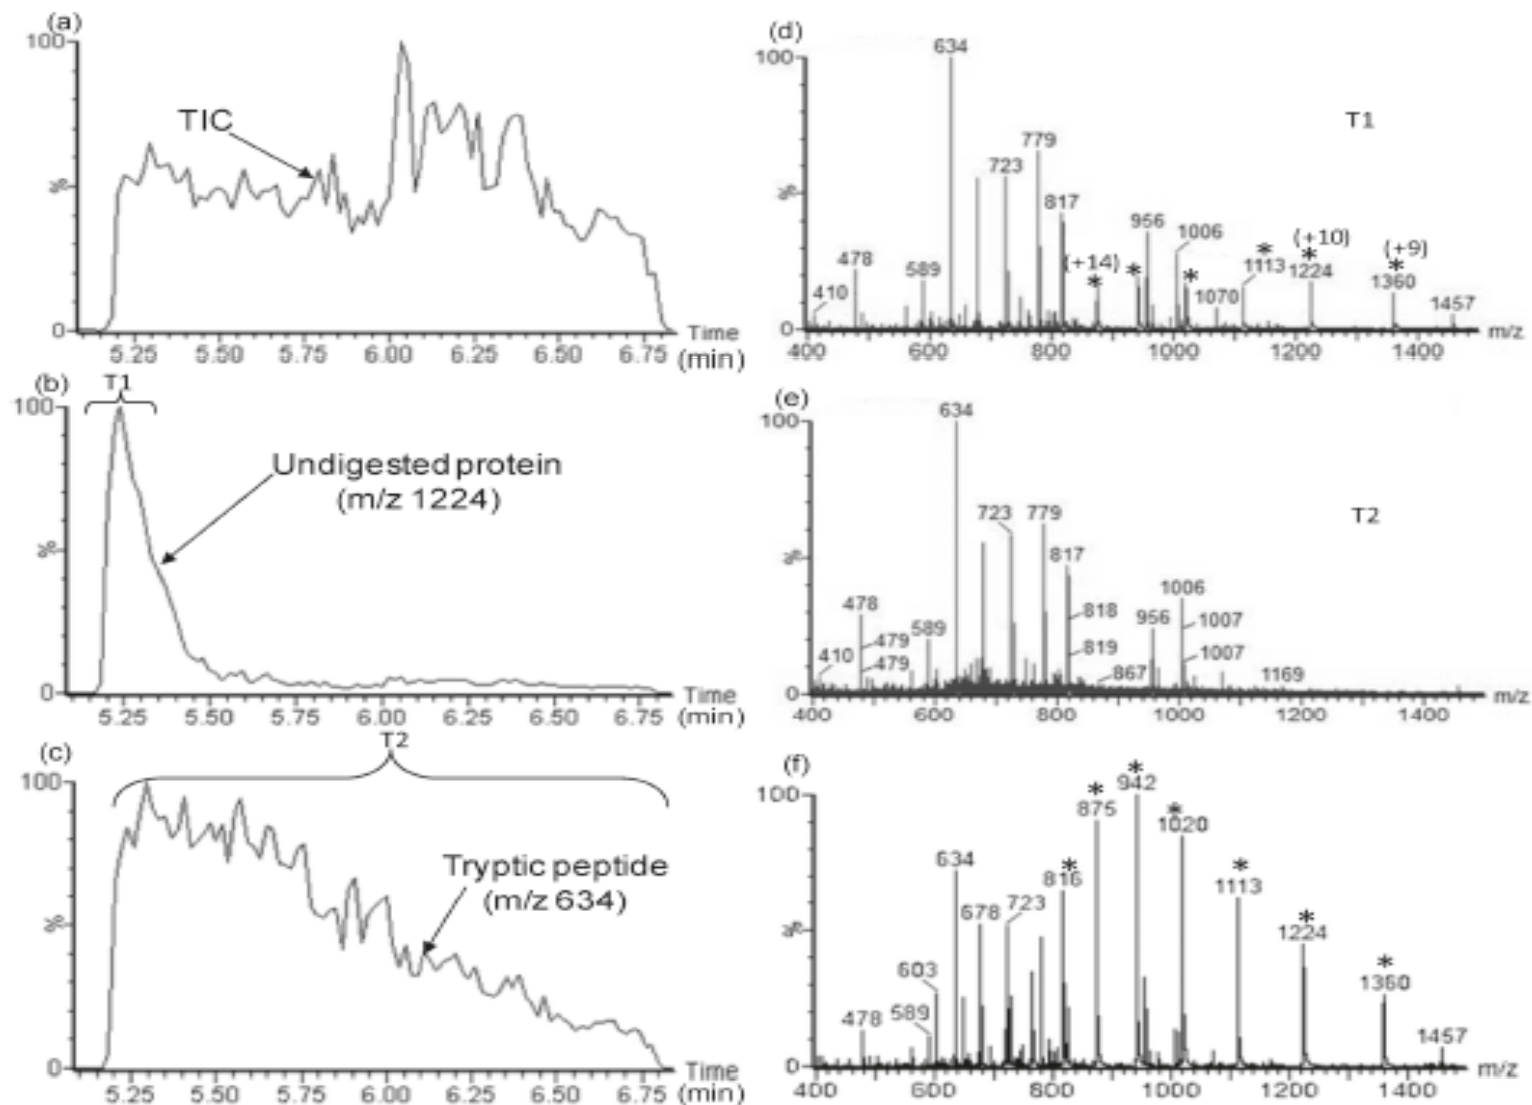 (a)
100
TIC
%
0
5.25 5.50 5.75 6.00 6.25 6.50 6.75
Time
(min)
(b)
T1
100
Undigested protein
(m/z 1224)
%
0
5.25 5.50 5.75 6.00 6.25 6.50 6.75
Time
(min)
(c)
T2
100
Tryptic peptide
(m/z 634)
%
0
5.25 5.50 5.75 6.00 6.25 6.50 6.75
Time
(min)
(d)
100
634
T1
779
723
817
%
956
1006
(+14)
*
*
*
*
1113
(+10)
*
1224
(+9)
*
1360
478
589
410
1070
1457
0
400 600 800 1000 1200 1400
m/z
(e)
100
634
T2
723
779
817
%
1006
478
818
1007
956
589
479
819
1007
410
479
867
1169
0
400 600 800 1000 1200 1400
m/z
(f)
100
*
942
*
875
*
1020
634
*
816
*
1113
678
723
%
*
1224
603
*
1360
478
589
1457
0
400 600 800 1000 1200 1400
m/z